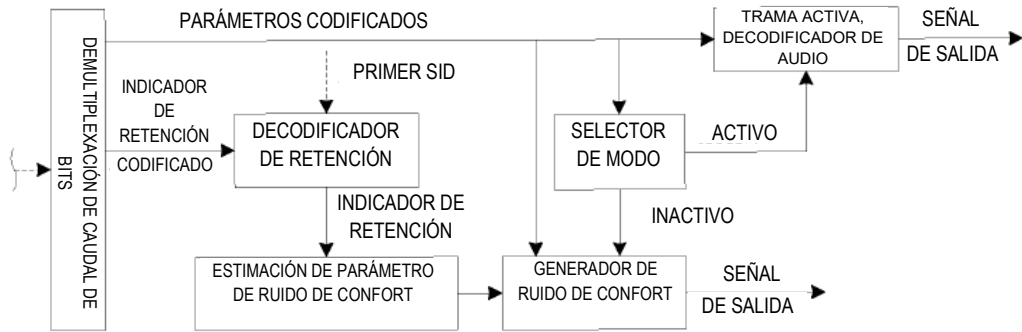 PARÁMETROS CODIFICADOS
TRAMA ACTIVA,
DECODIFICADOR DE
AUDIO
SEÑAL
DE SALIDA
DEMULTIPLEXACIÓN DE CAUDAL DE
BITS
INDICADOR
DE
RETENCIÓN
CODIFICADO
PRIMER SID
DECODIFICADOR
DE RETENCIÓN
SELECTOR
DE MODO
ACTIVO
INDICADOR DE
RETENCIÓN
INACTIVO
ESTIMACIÓN DE PARÁMETRO
DE RUIDO DE CONFORT
GENERADOR DE
RUIDO DE CONFORT
SEÑAL
DE SALIDA